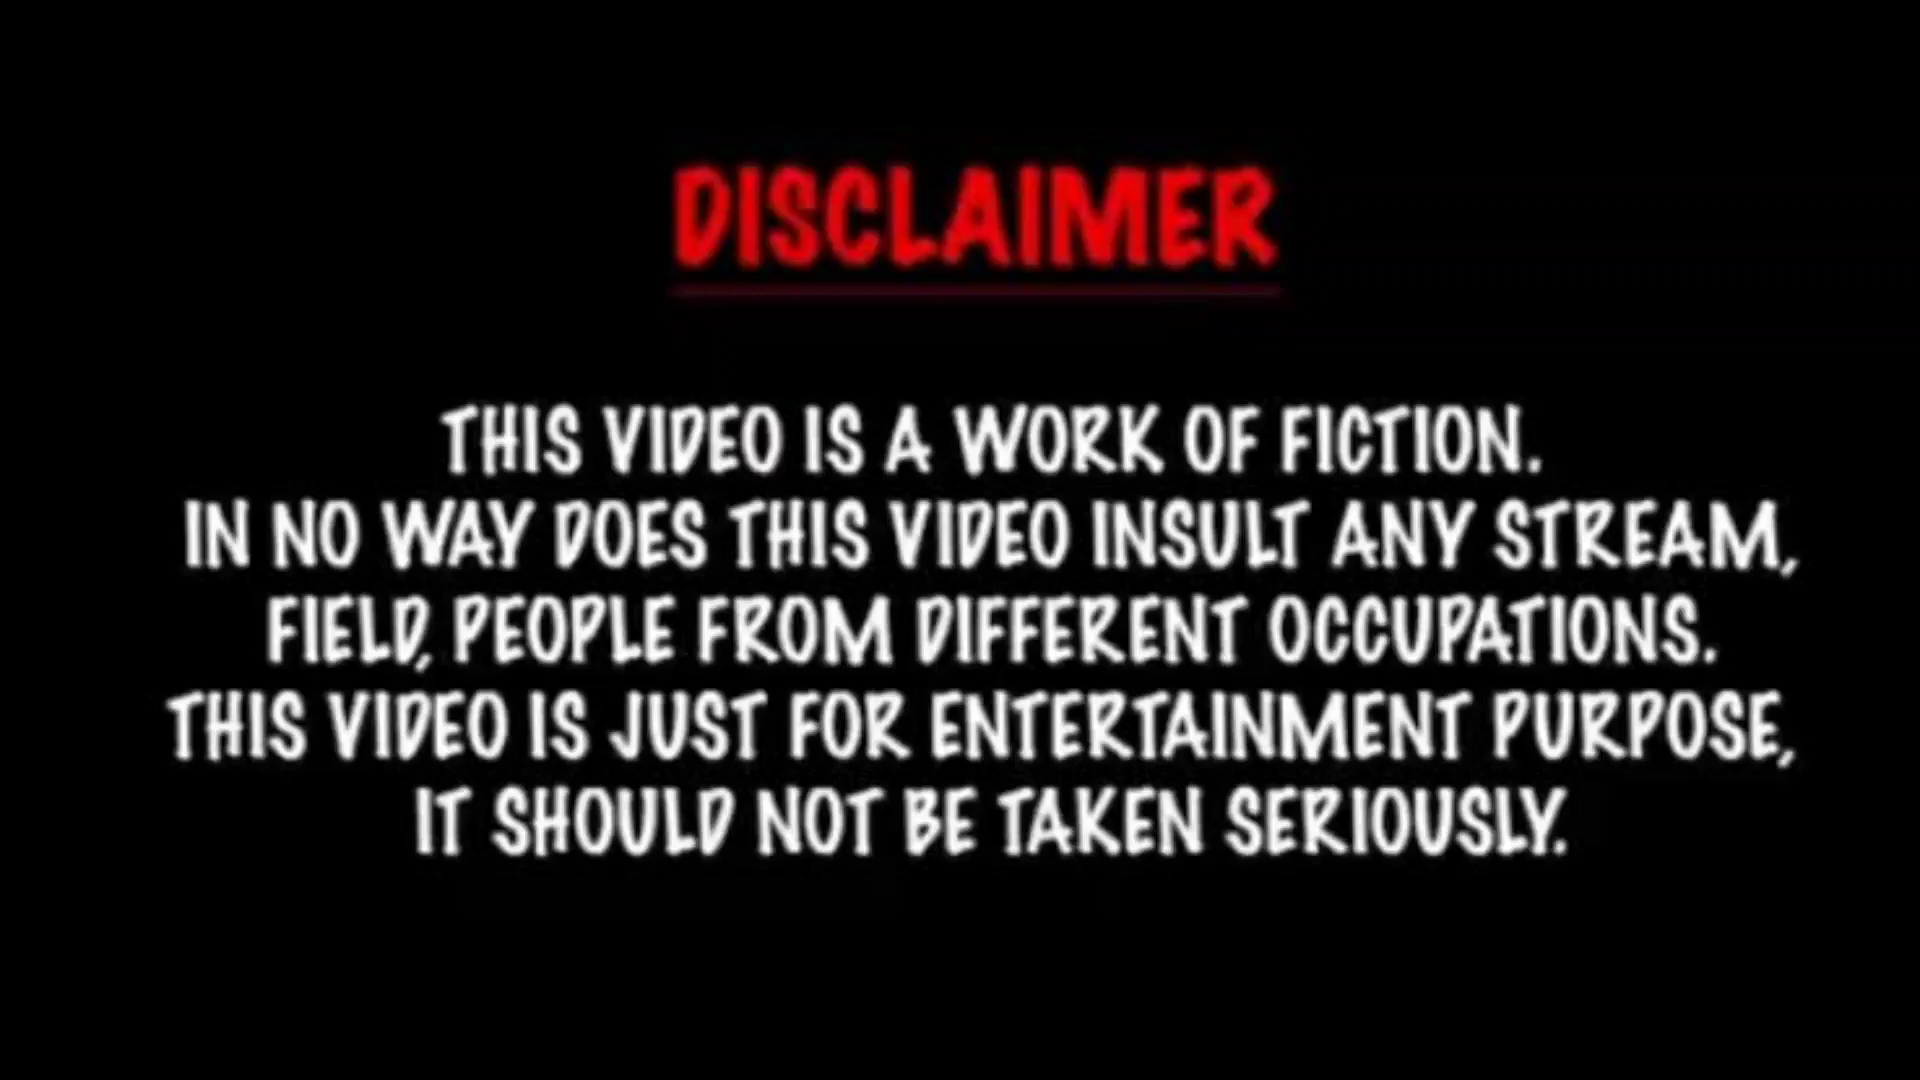 DISCLAIMER
THIS VIDEO IS A WORK OF FICTION.
IN NO WAY DOES THIS VIDEO INSULT ANY STREAM,
FIELD, PEOPLE FROM DIFFERENT OCCUPATIONS.
THIS VIDEO IS JUST FOR ENTERTAINMENT PURPOSE,
IT SHOULD NOT BE TAKEN SERIOUSLY.